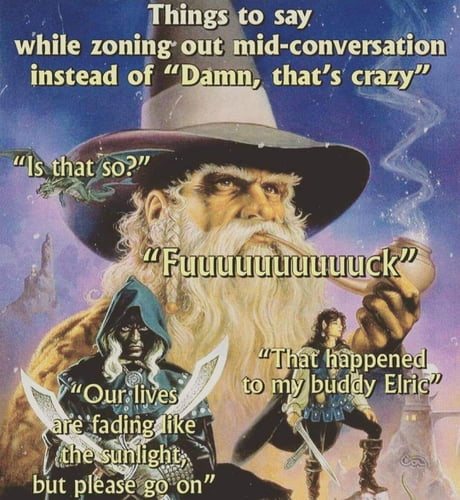 Things to say
while zoning out mid-conversation
instead of “Damn, that’s crazy”
“Is that so?”
“Fuuuuuuuuuuck”
“That happened
to my buddy Elric”
“Our lives
are fading like
the sunlight,
but please go on”